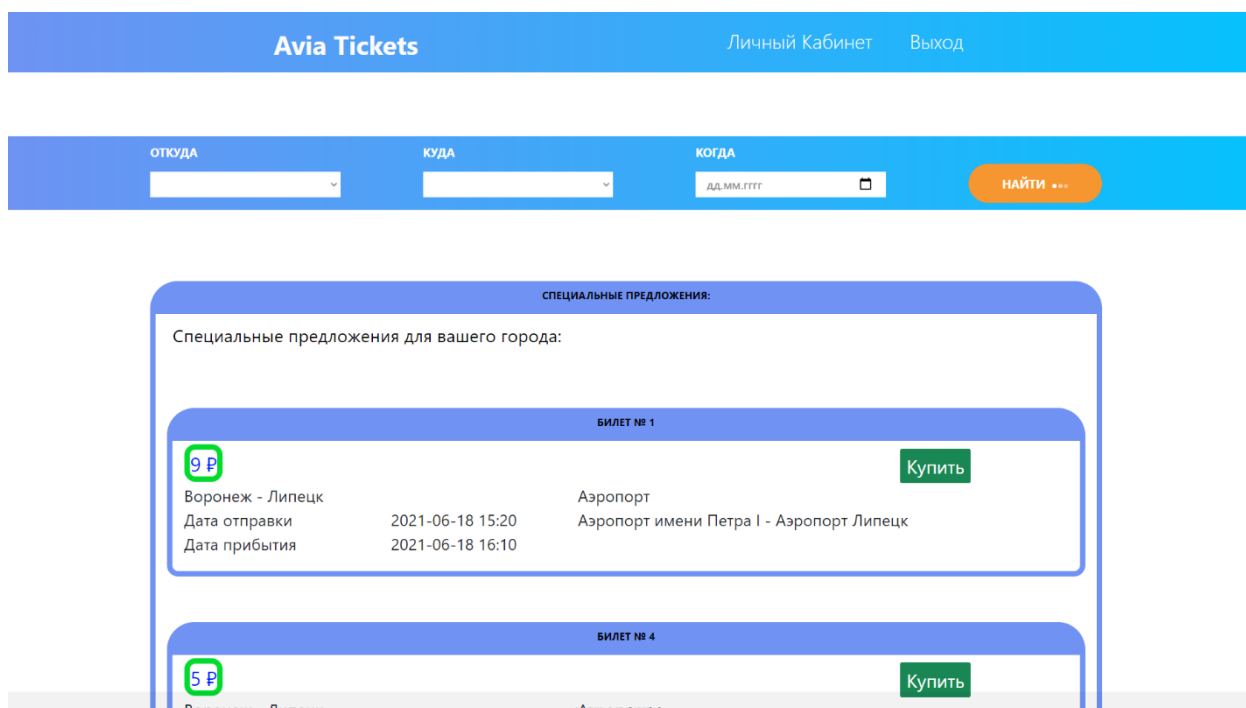 Avia Tickets
Личный Кабинет Выход
ОТКУДА КУДА КОГДА
дд.мм.гггг
НАЙТИ
СПЕЦИАЛЬНЫЕ ПРЕДЛОЖЕНИЯ:
Специальные предложения для вашего города:
БИЛЕТ № 1
9 ₽ Купить
Воронеж - Липецк Аэропорт
Дата отправки 2021-06-18 15:20 Аэропорт имени Петра I - Аэропорт Липецк
Дата прибытия 2021-06-18 16:10
БИЛЕТ № 4
5 ₽ Купить